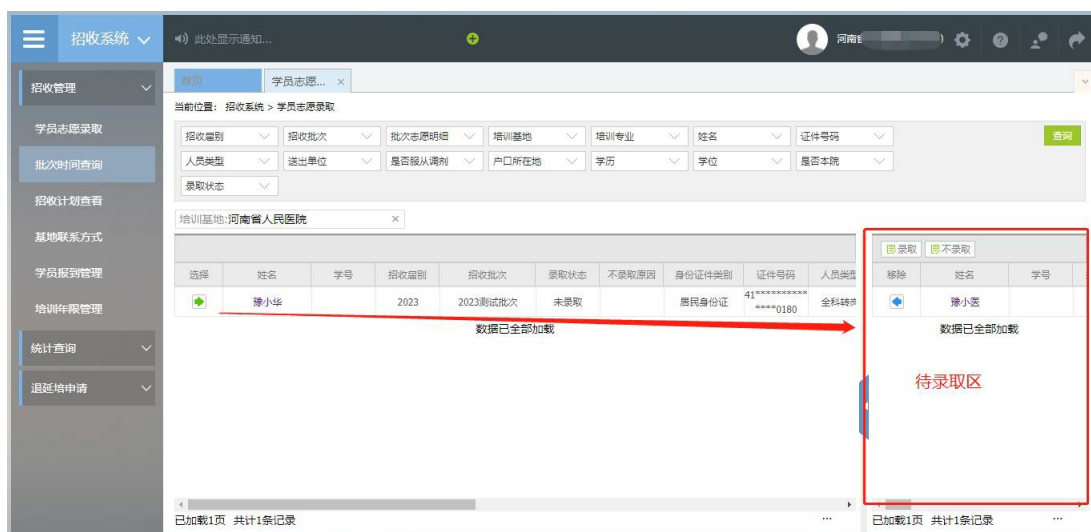 招收系统
此处显示通知...
河南省
招收管理
学员志愿录取
批次时间查询
招收计划查看
基地联系方式
学员报到管理
培训年限管理
统计查询
退延培申请
首页
学员志愿... ×
当前位置: 招收系统 > 学员志愿录取
招收届别 招收批次 批次志愿明细 培训基地 培训专业 姓名 证件号码 查询
人员类型 送出单位 是否服从调剂 户口所在地 学历 学位 是否本院
录取状态
培训基地:河南省人民医院 ×
选择 姓名 学号 招收届别 招收批次 录取状态 不录取原因 身份证件类别 证件号码 人员类型
豫小华 2023 2023测试批次 未录取 居民身份证 41**********
****0180 全科转岗
数据已全部加载
已加载1页 共计1条记录 ...
录取 不录取
移除 姓名 学号
豫小医
数据已全部加载
待录取区
已加载1页 共计1条记录 ...